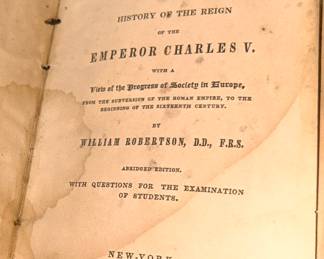 HISTORY OF THE REIGN
OF THE
EMPEROR CHARLES V.
WITH A
View of the Progress of Society in Europe,
FROM THE SUBVERSION OF THE ROMAN EMPIRE, TO THE
BEGINNING OF THE SIXTEENTH CENTURY.
BY
WILLIAM ROBERTSON, D.D., F.R.S.
ABRIDGED EDITION.
WITH QUESTIONS FOR THE EXAMINATION
OF STUDENTS.
NEW-YORK